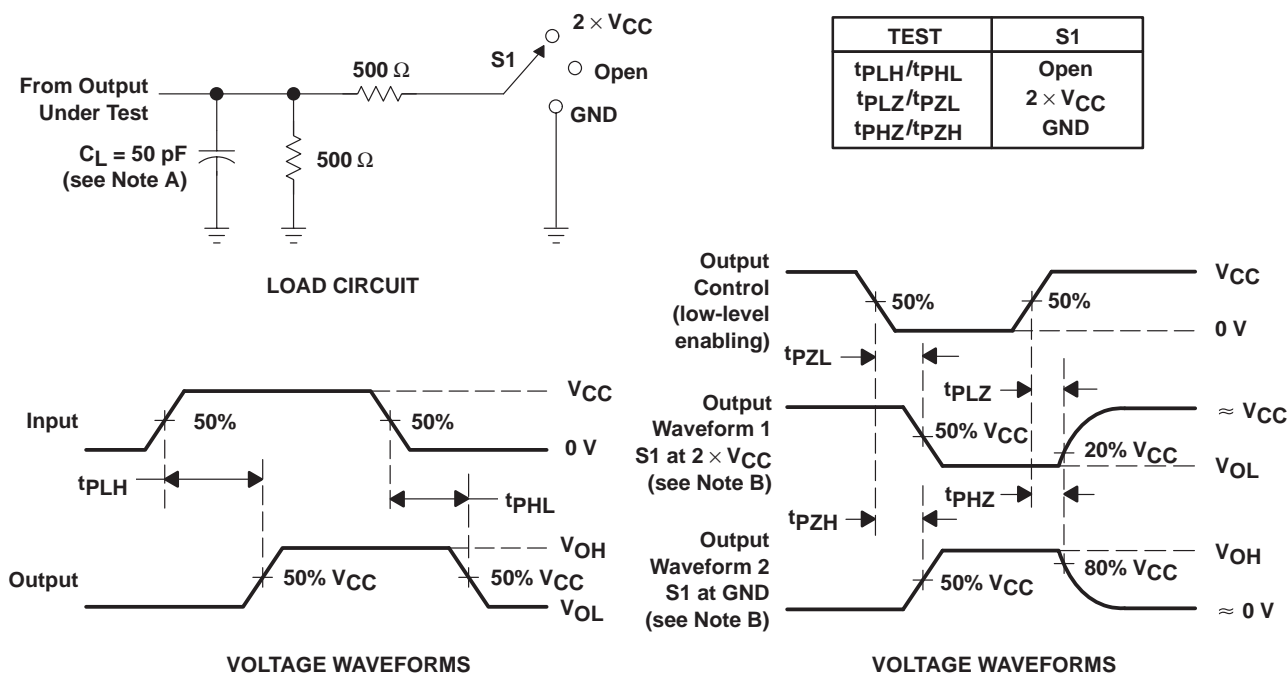 From Output
Under Test
CL = 50 pF
(see Note A)
500 Ω
500 Ω
S1
2 × VCC
Open
GND
LOAD CIRCUIT
TEST S1
tPLH/tPHL Open
tPLZ/tPZL 2 × VCC
tPHZ/tPZH GND
Input
50%
50%
VCC
0 V
tPLH
tPHL
Output
50% VCC
50% VCC
VOH
VOL
VOLTAGE WAVEFORMS
Output
Control
(low-level
enabling)
50%
50%
VCC
0 V
tPZL
tPLZ
Output
Waveform 1
S1 at 2 × VCC
(see Note B)
50% VCC
20% VCC
≈ VCC
VOL
tPZH
tPHZ
Output
Waveform 2
S1 at GND
(see Note B)
50% VCC
80% VCC
VOH
≈ 0 V
VOLTAGE WAVEFORMS